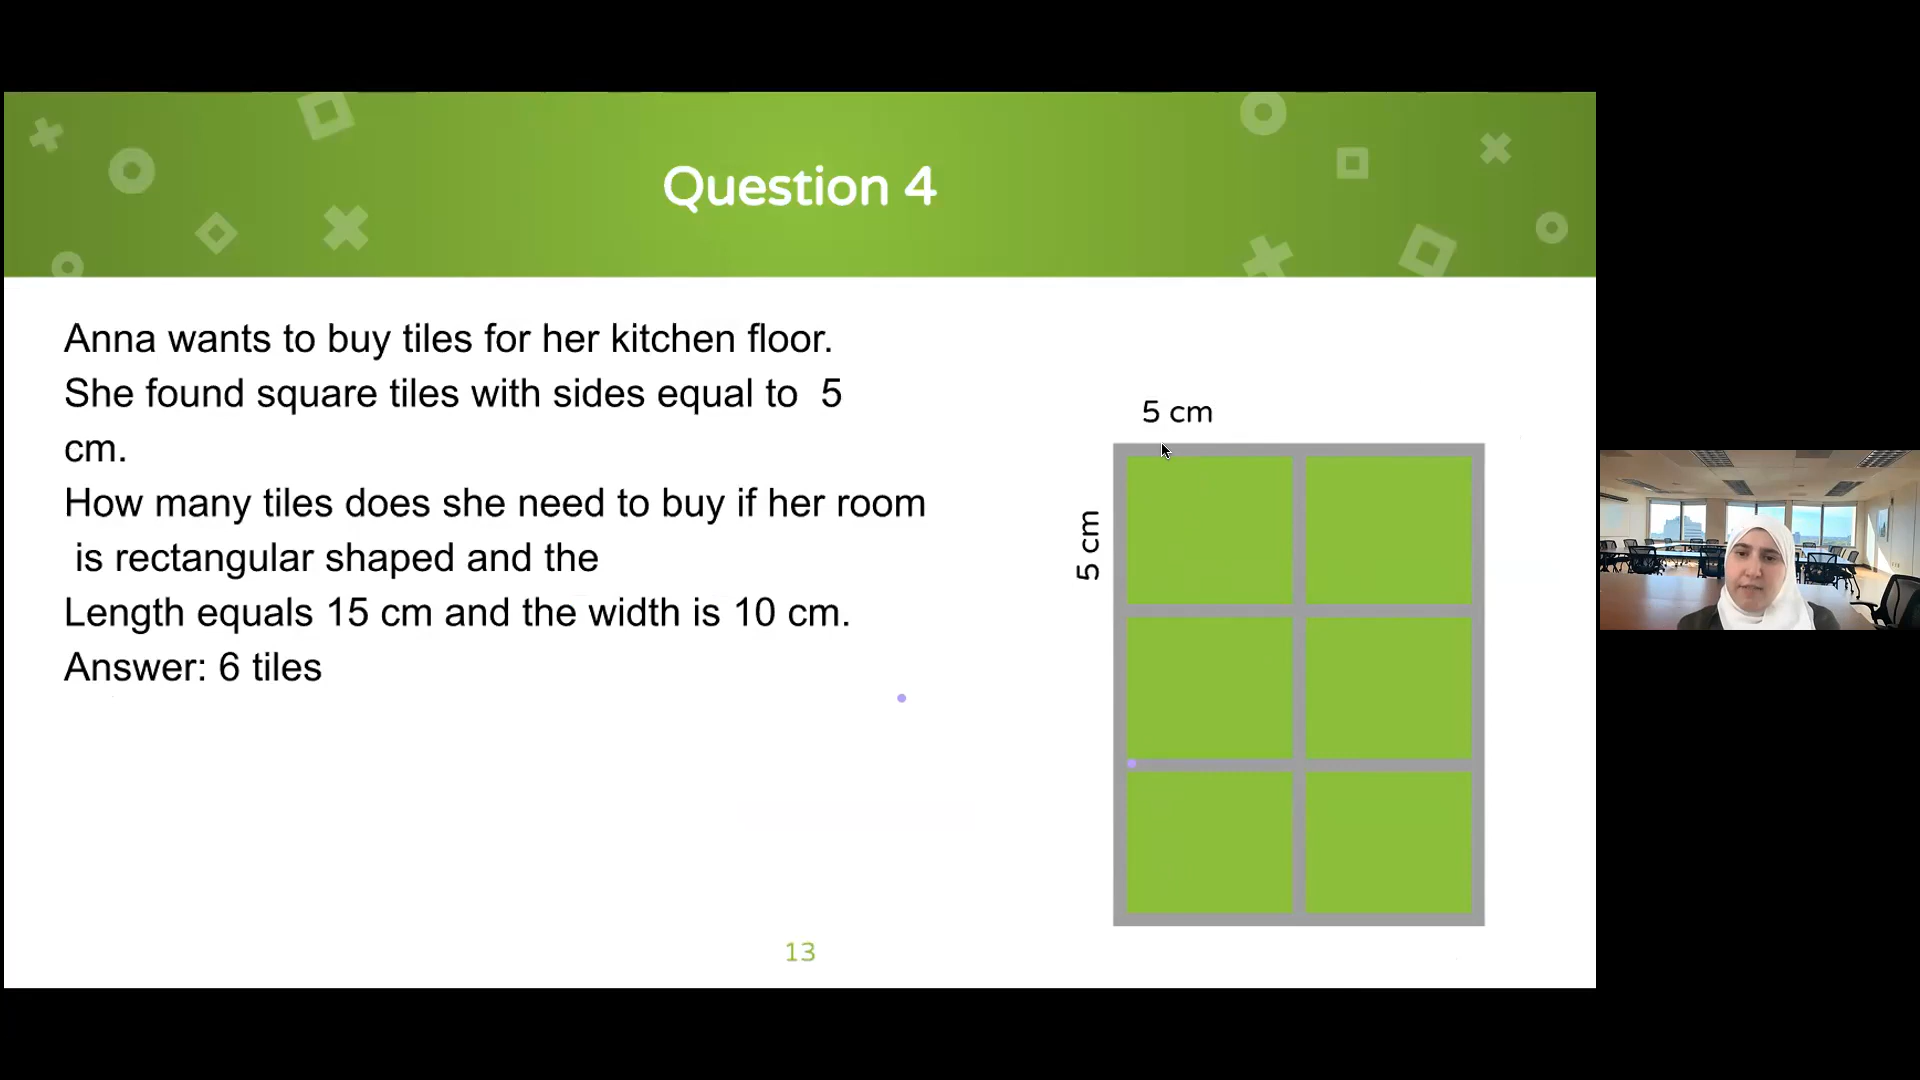 Question 4
Anna wants to buy tiles for her kitchen floor.
She found square tiles with sides equal to  5
cm.
How many tiles does she need to buy if her room
is rectangular shaped and the
Length equals 15 cm and the width is 10 cm.
Answer: 6 tiles
5 cm
5 cm
13